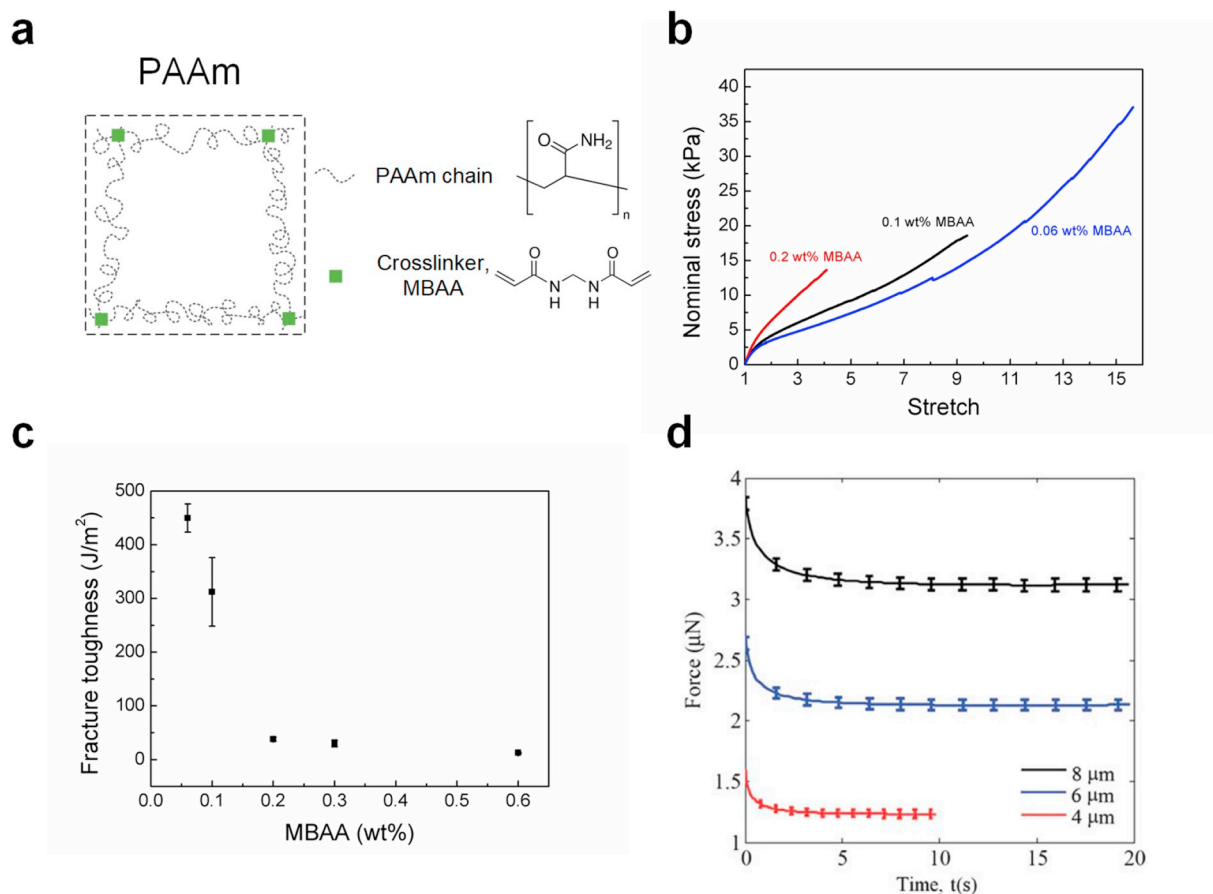 a
PAAm
PAAm chain
O
NH2
n
Crosslinker,
MBAA
O
O
N
H
N
H
b
Nominal stress (kPa)
40
35
30
25
20
15
10
5
0
0.2 wt% MBAA
0.1 wt% MBAA
0.06 wt% MBAA
1 3 5 7 9 11 13 15
Stretch
c
Fracture toughness (J/m²)
500
400
300
200
100
0
0.0 0.1 0.2 0.3 0.4 0.5 0.6
MBAA (wt%)
d
Force (µN)
4
3.5
3
2.5
2
1.5
1
8 µm
6 µm
4 µm
0 5 10 15 20
Time, t(s)